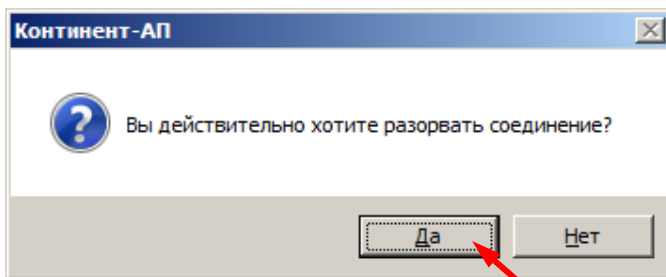 Континент-АП
Вы действительно хотите разорвать соединение?
Да
Нет